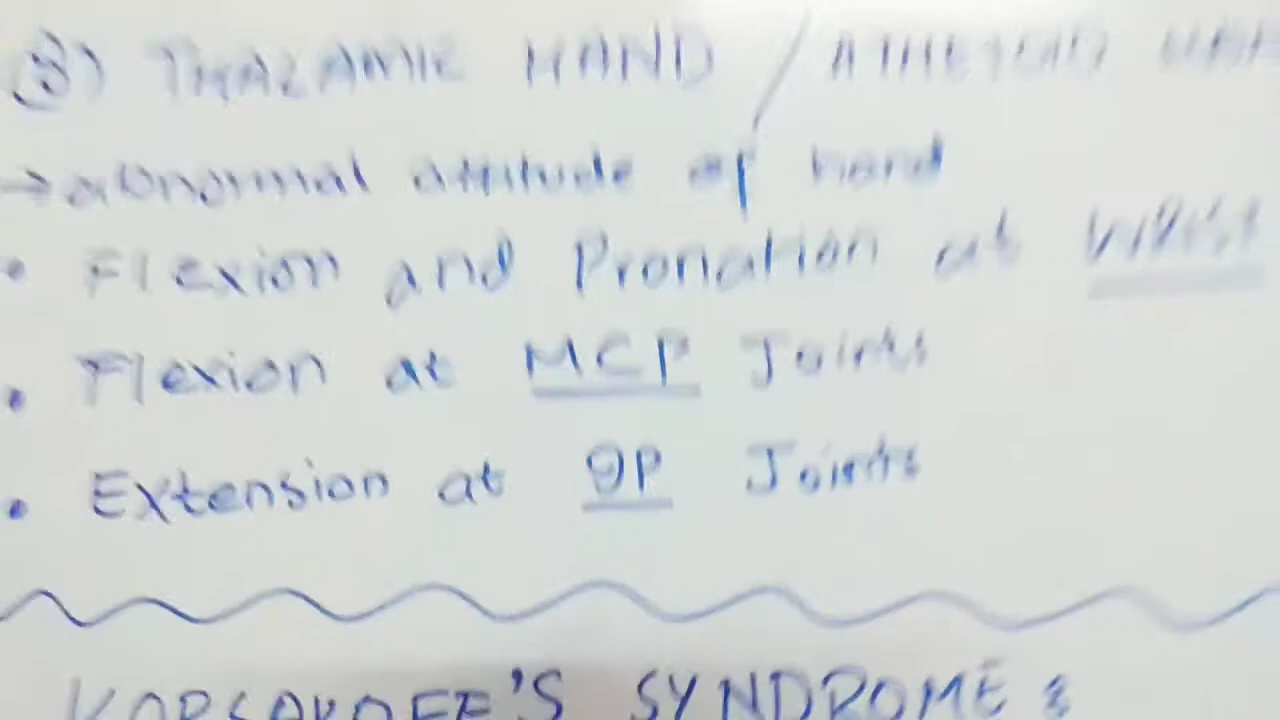 3) THALAMIC HAND / ATHETOID HAN
→ abnormal attitude of hand
• Flexion and Pronation at WRIST
• Flexion at MCP Joints
• Extension at IP Joints
KORSAKOFF'S SYNDROME :